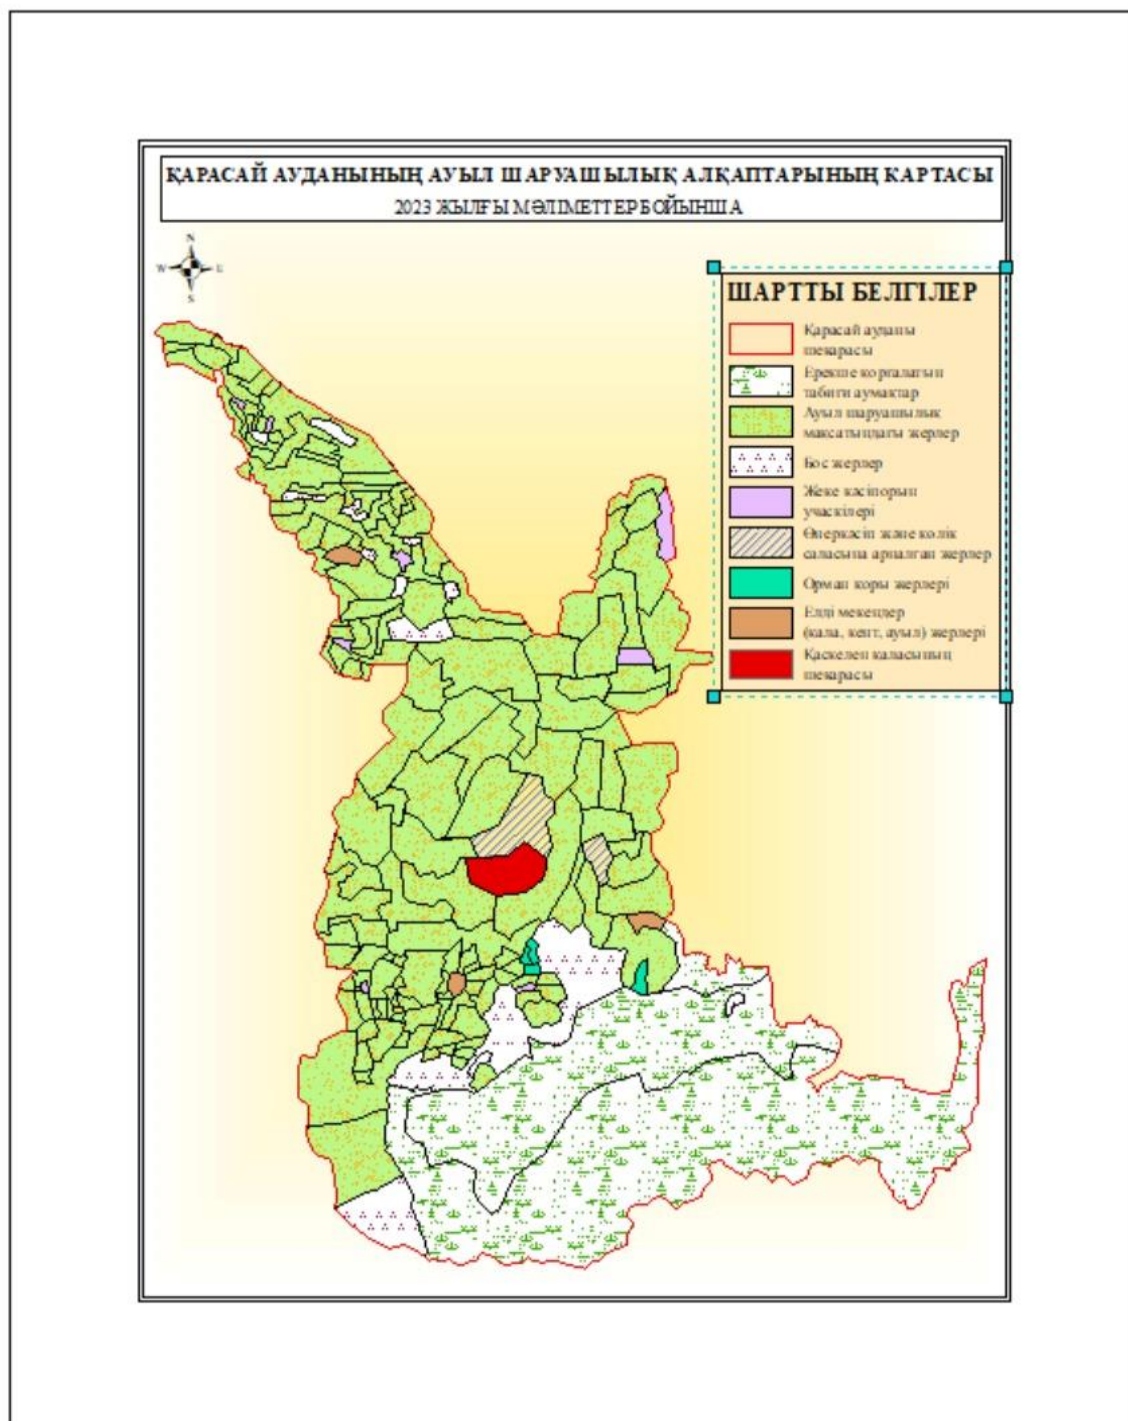 ҚАРАСАЙ АУДАНЫНЫҢ АУЫЛ ШАРУАШЫЛЫҚ АЛҚАПТАРЫНЫҢ КАРТАСЫ
2023 ЖЫЛҒЫ МӘЛІМЕТТЕР БОЙЫНША
N
W E
S
ШАРТТЫ БЕЛГІЛЕР
Қарасай ауданы
шекарасы
Ерекше қорғалатын
табиғи аумақтар
Ауыл шаруашылық
мақсатындағы жерлер
Бос жерлер
Жеке кәсіпорын
учаскілері
Өнеркәсіп және көлік
саласына арналған жерлер
Орман қоры жерлері
Елді мекендер
(қала, кент, ауыл) жерлері
Қаскелен қаласының
шекарасы